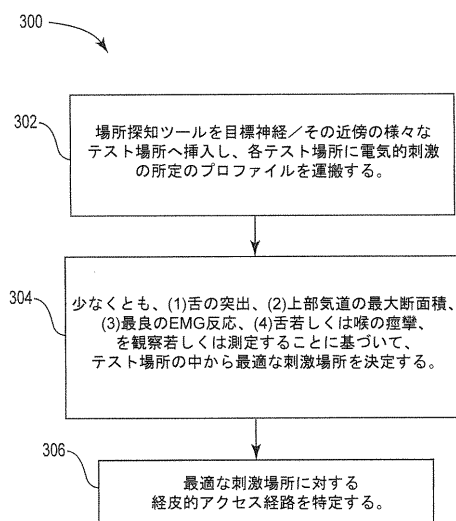 300
302
場所探知ツールを目標神経／その近傍の様々な
テスト場所へ挿入し、各テスト場所に電気的刺激
の所定のプロファイルを運搬する。
304
少なくとも、(1)舌の突出、(2)上部気道の最大断面積、
(3)最良のEMG反応、(4)舌若しくは喉の痙攣、
を観察若しくは測定することに基づいて、
テスト場所の中から最適な刺激場所を決定する。
306
最適な刺激場所に対する
経皮的アクセス経路を特定する。